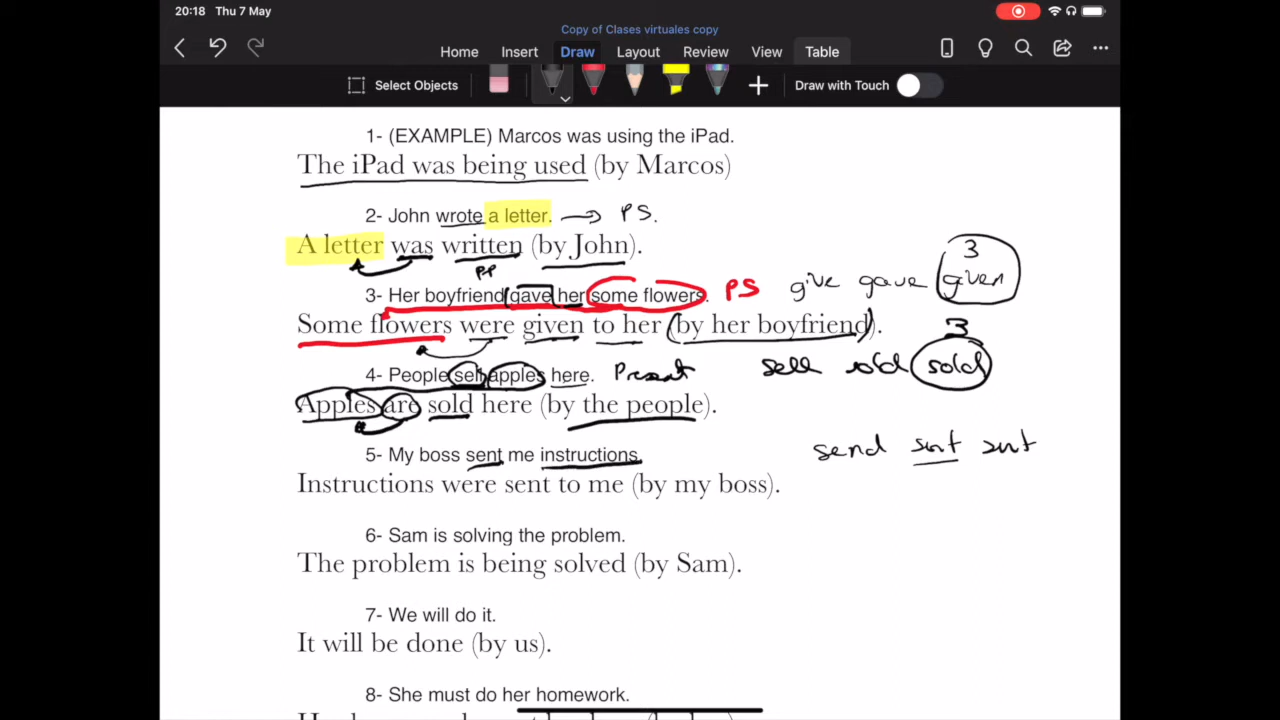 20:18 Thu 7 May
Copy of Clases virtuales copy
Home Insert Draw Layout Review View Table
Select Objects Draw with Touch
1- (EXAMPLE) Marcos was using the iPad.
The iPad was being used (by Marcos)
2- John wrote a letter. → PS.
A letter was written (by John).
PP
3
3- Her boyfriend gave her some flowers. PS give gave given
Some flowers were given to her (by her boyfriend).
3
4- People sell apples here. Present sell sold sold
Apples are sold here (by the people).
5- My boss sent me instructions. send sent sent
Instructions were sent to me (by my boss).
6- Sam is solving the problem.
The problem is being solved (by Sam).
7- We will do it.
It will be done (by us).
8- She must do her homework.